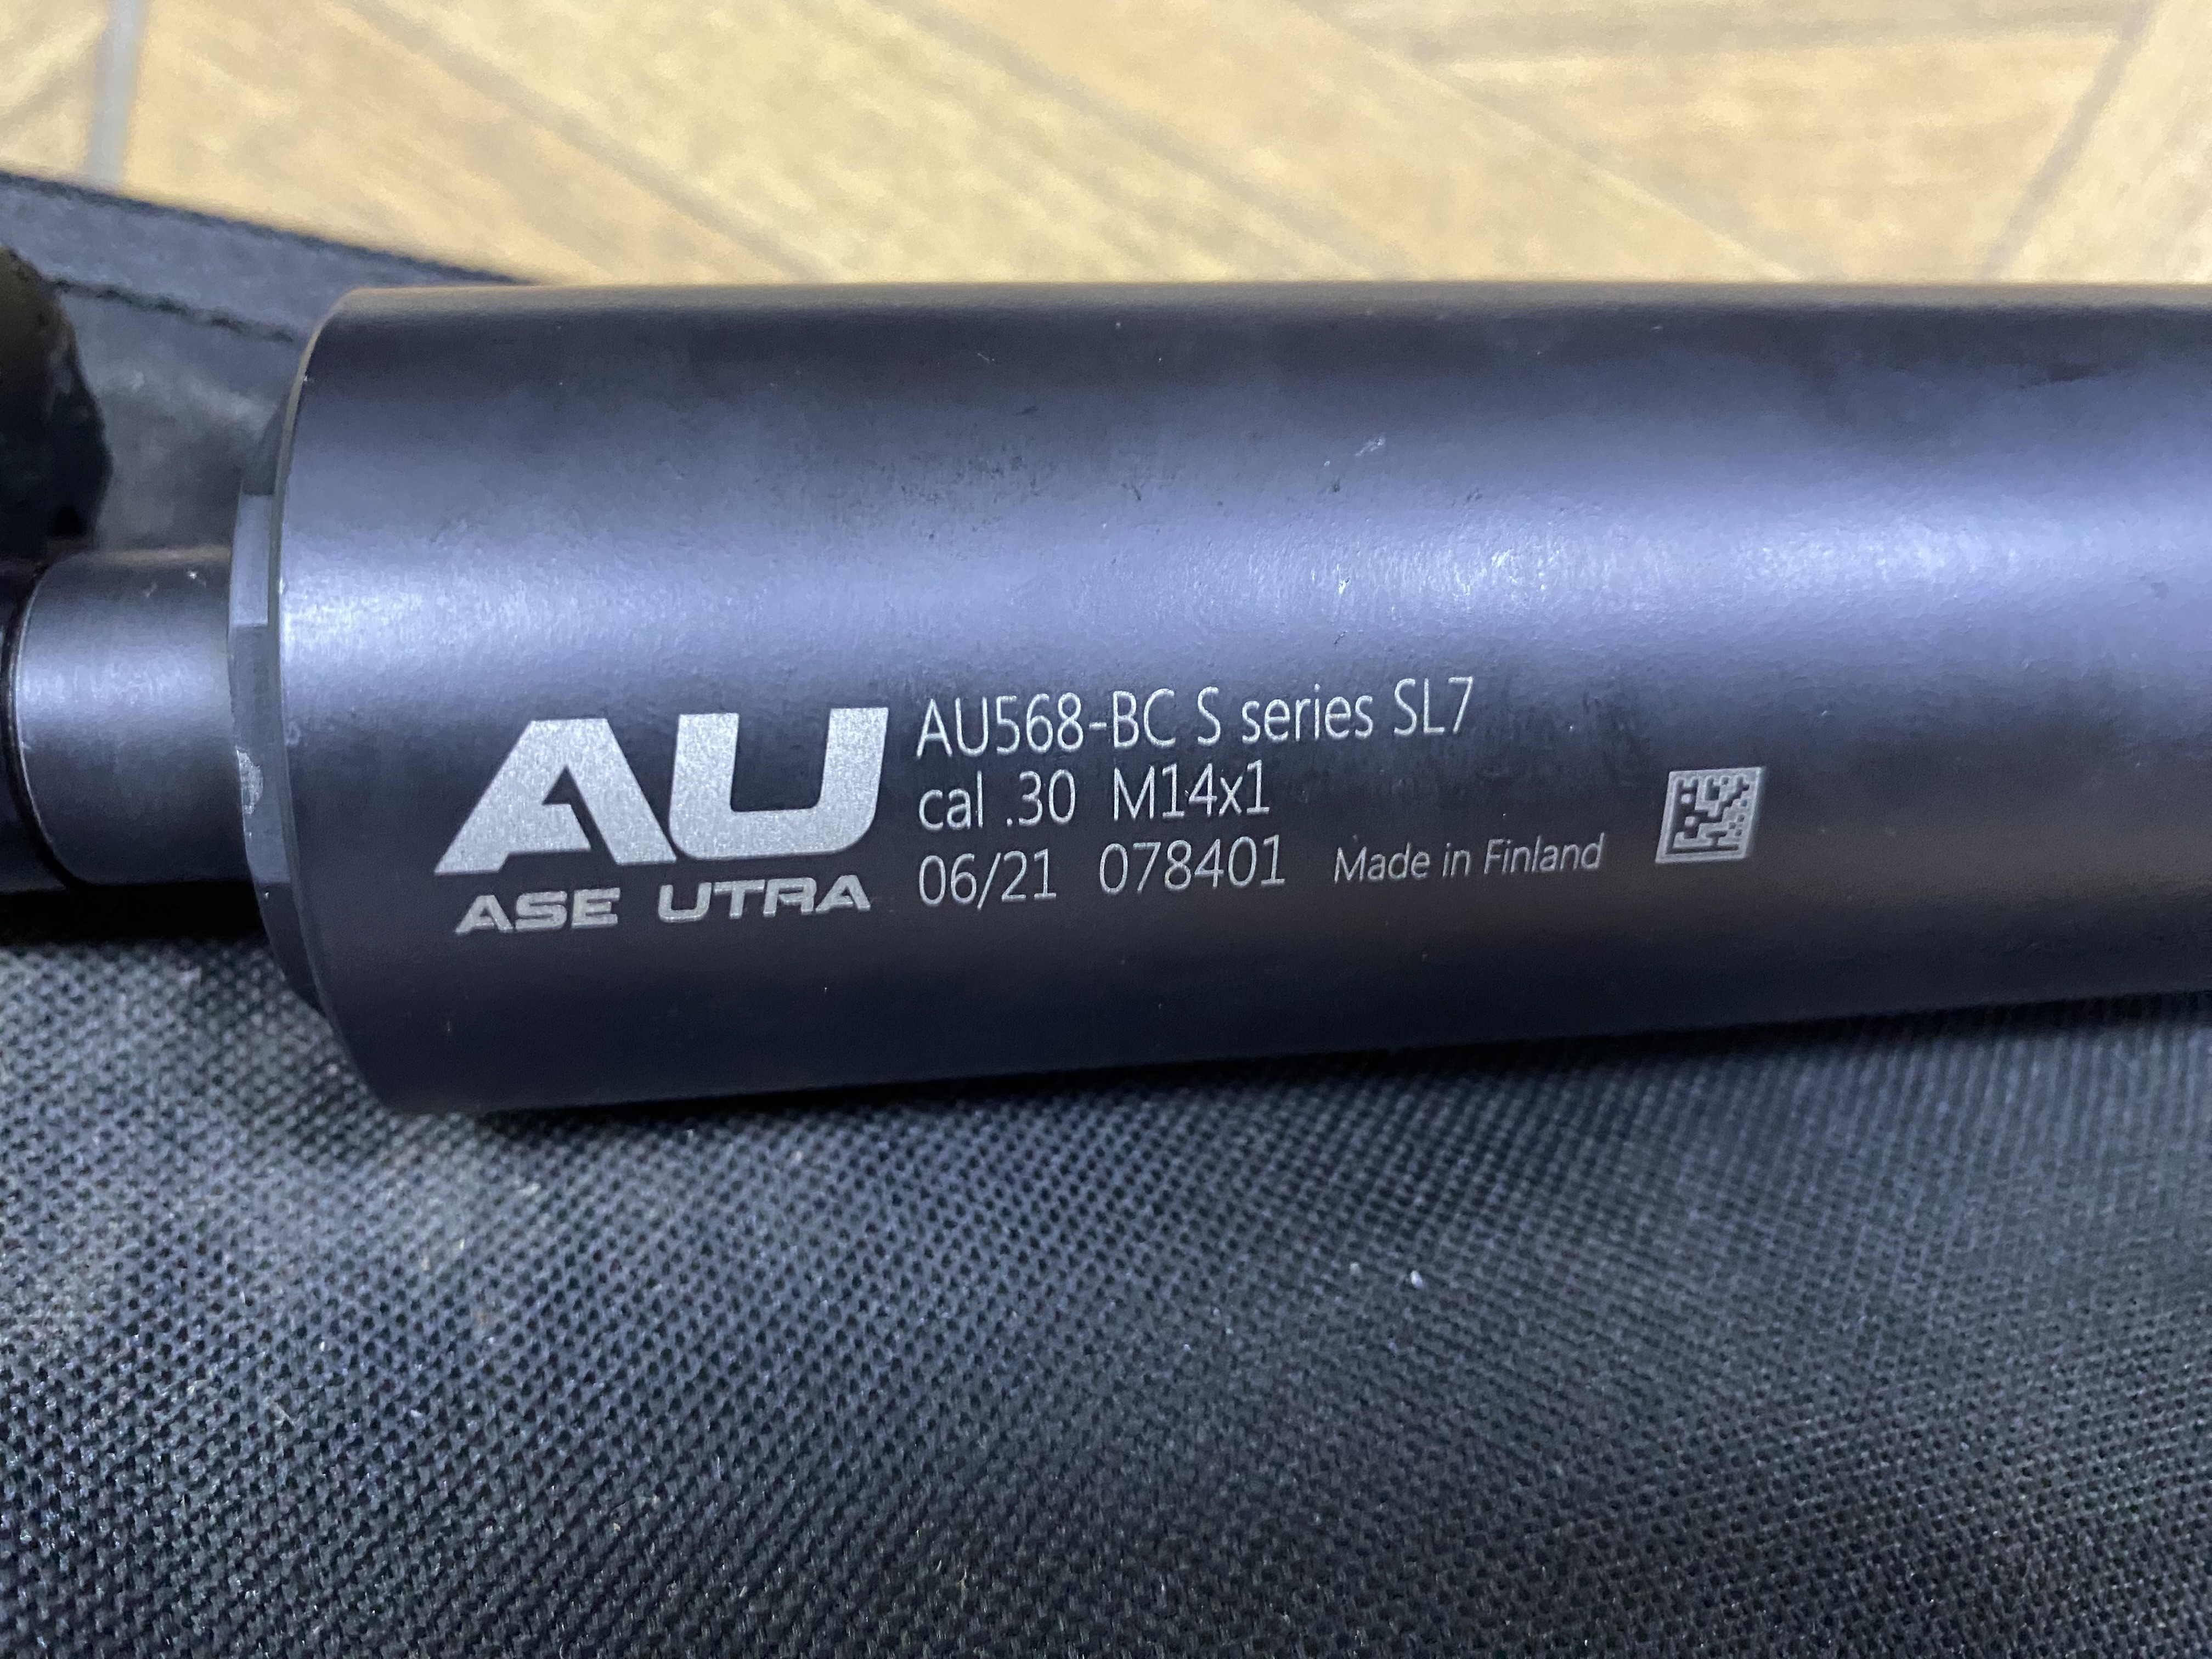 AU
ASE UTRA
AU568-BC S series SL7
cal .30 M14x1
06/21 078401 Made in Finland